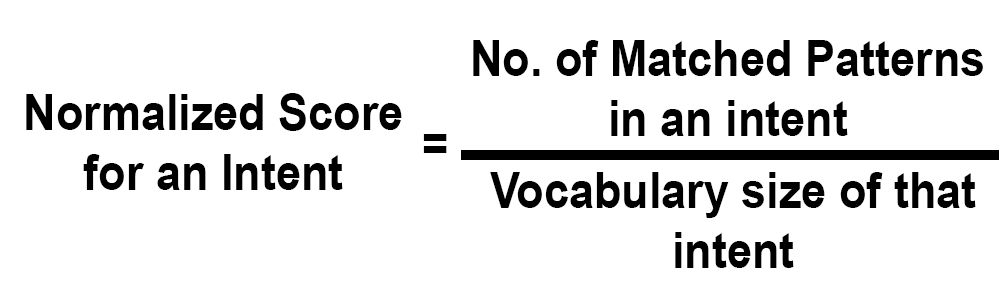 Normalized Score
for an Intent
=
No. of Matched Patterns
in an intent
Vocabulary size of that
intent